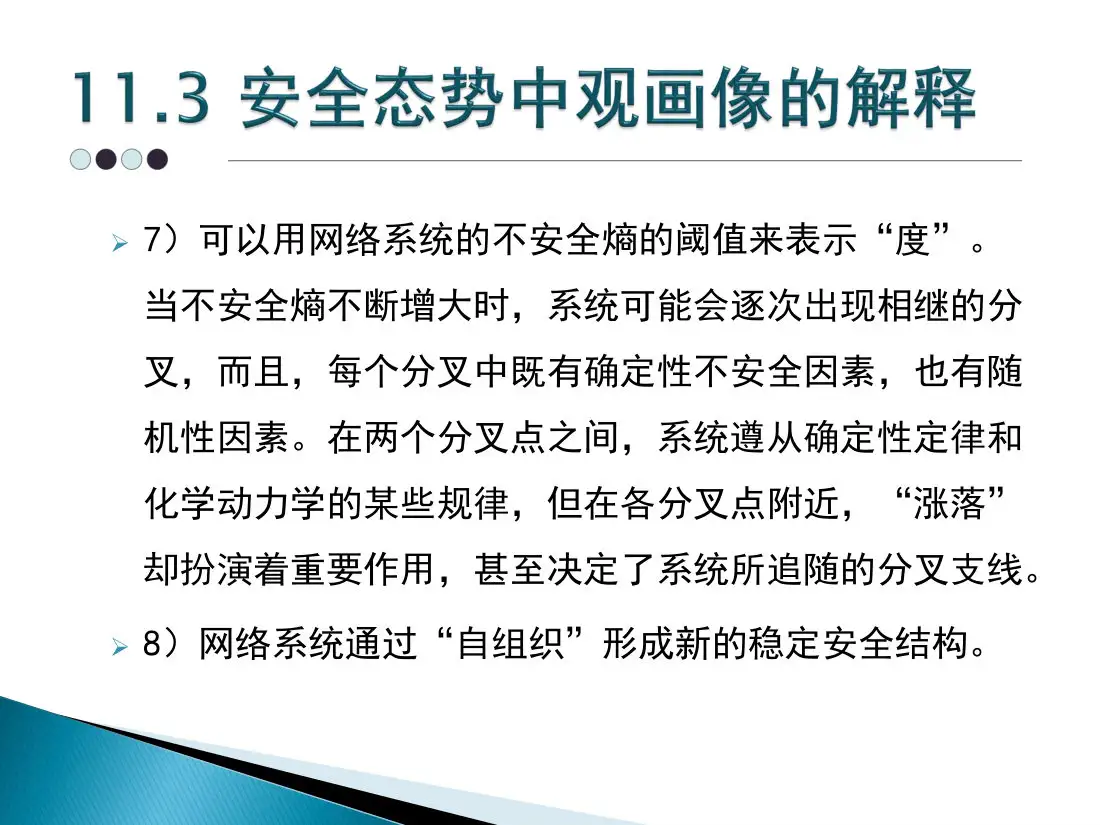 11.3 安全态势中观画像的解释
7）可以用网络系统的不安全熵的阈值来表示“度”。
当不安全熵不断增大时，系统可能会逐次出现相继的分
叉，而且，每个分叉中既有确定性不安全因素，也有随
机性因素。在两个分叉点之间，系统遵从确定性定律和
化学动力学的某些规律，但在各分叉点附近，“涨落”
却扮演着重要作用，甚至决定了系统所追随的分叉支线。
8）网络系统通过“自组织”形成新的稳定安全结构。